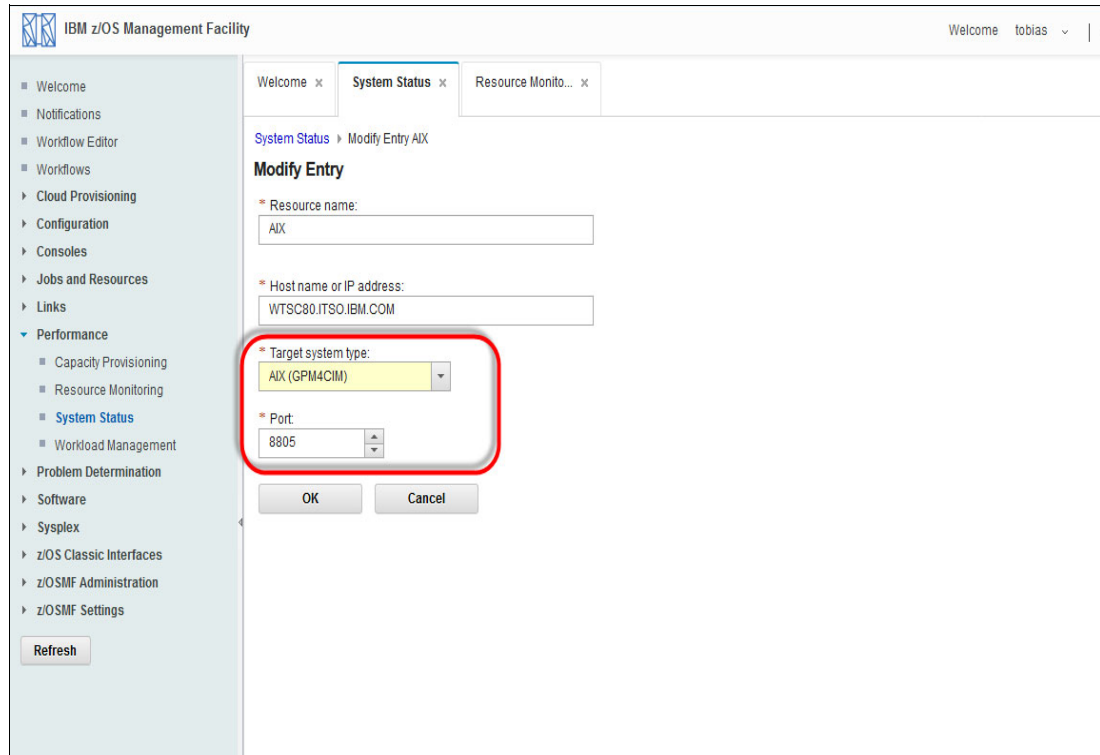 IBM z/OS Management Facility
Welcome tobias
Welcome
Notifications
Workflow Editor
Workflows
Cloud Provisioning
Configuration
Consoles
Jobs and Resources
Links
Performance
Capacity Provisioning
Resource Monitoring
System Status
Workload Management
Problem Determination
Software
Sysplex
z/OS Classic Interfaces
z/OSMF Administration
z/OSMF Settings
Refresh
Welcome x System Status x Resource Monito... x
System Status Modify Entry AIX
Modify Entry
* Resource name:
AIX
* Host name or IP address:
WTSC80.ITSO.IBM.COM
* Target system type:
AIX (GPM4CIM)
* Port:
8805
OK Cancel